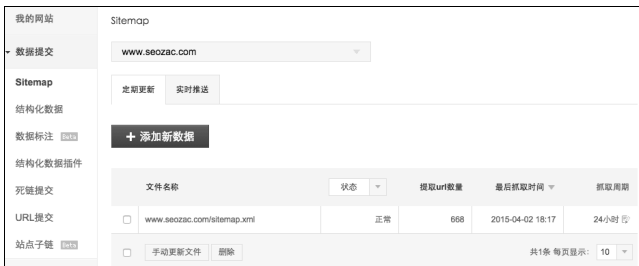 我的网站
数据提交
Sitemap
结构化数据
数据标注 Beta
结构化数据插件
死链提交
URL提交
站点子链 Beta
Sitemap
www.seozac.com
定期更新 实时推送
+ 添加新数据
文件名称 状态 提取url数量 最后抓取时间 抓取周期
www.seozac.com/sitemap.xml 正常 668 2015-04-02 18:17 24小时
手动更新文件 删除 共1条 每页显示: 10